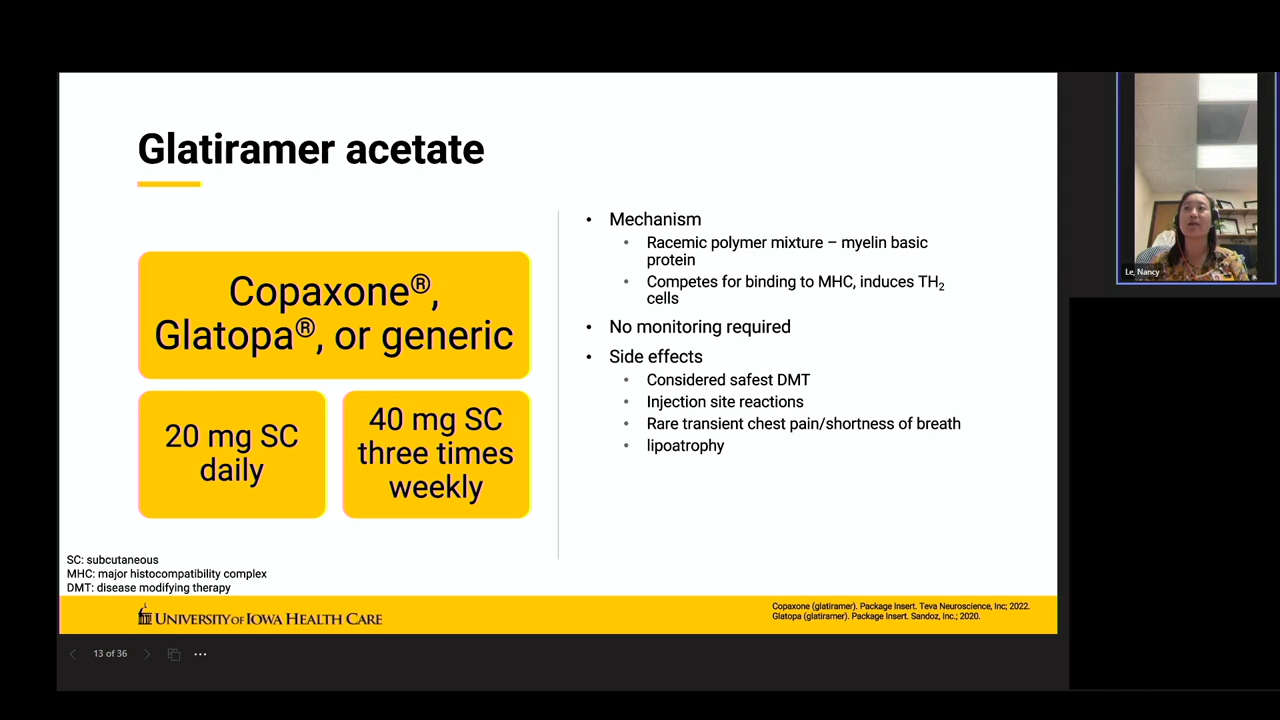 Glatiramer acetate
Copaxone®,
Glatopa®, or generic
20 mg SC
daily
40 mg SC
three times
weekly
• Mechanism
• Racemic polymer mixture – myelin basic
protein
• Competes for binding to MHC, induces TH₂
cells
• No monitoring required
• Side effects
• Considered safest DMT
• Injection site reactions
• Rare transient chest pain/shortness of breath
• lipoatrophy
SC: subcutaneous
MHC: major histocompatibility complex
DMT: disease modifying therapy
UNIVERSITY OF IOWA HEALTH CARE
Copaxone (glatiramer). Package Insert. Teva Neuroscience, Inc; 2022.
Glatopa (glatiramer). Package Insert. Sandoz, Inc.; 2020.
13 of 36
Le, Nancy